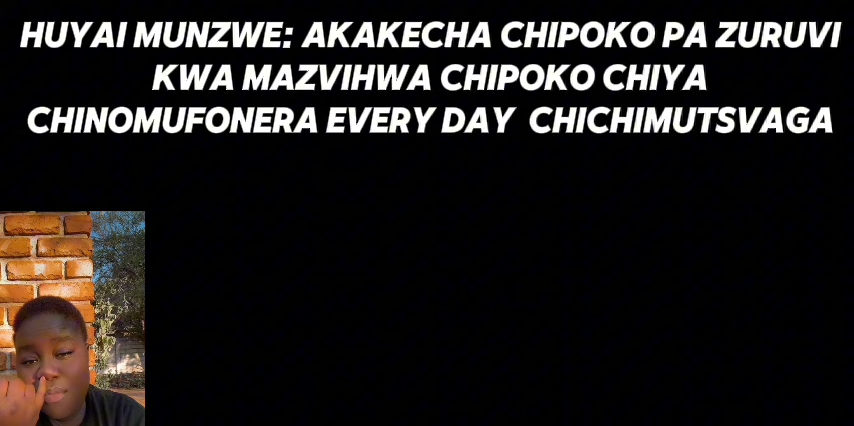 HUYAI MUNZWE: AKAKECHA CHIPOKO PA ZURUVI
KWA MAZVIHWA CHIPOKO CHIYA
CHINOMUFONERA EVERY DAY CHICHIMUTSVAGA